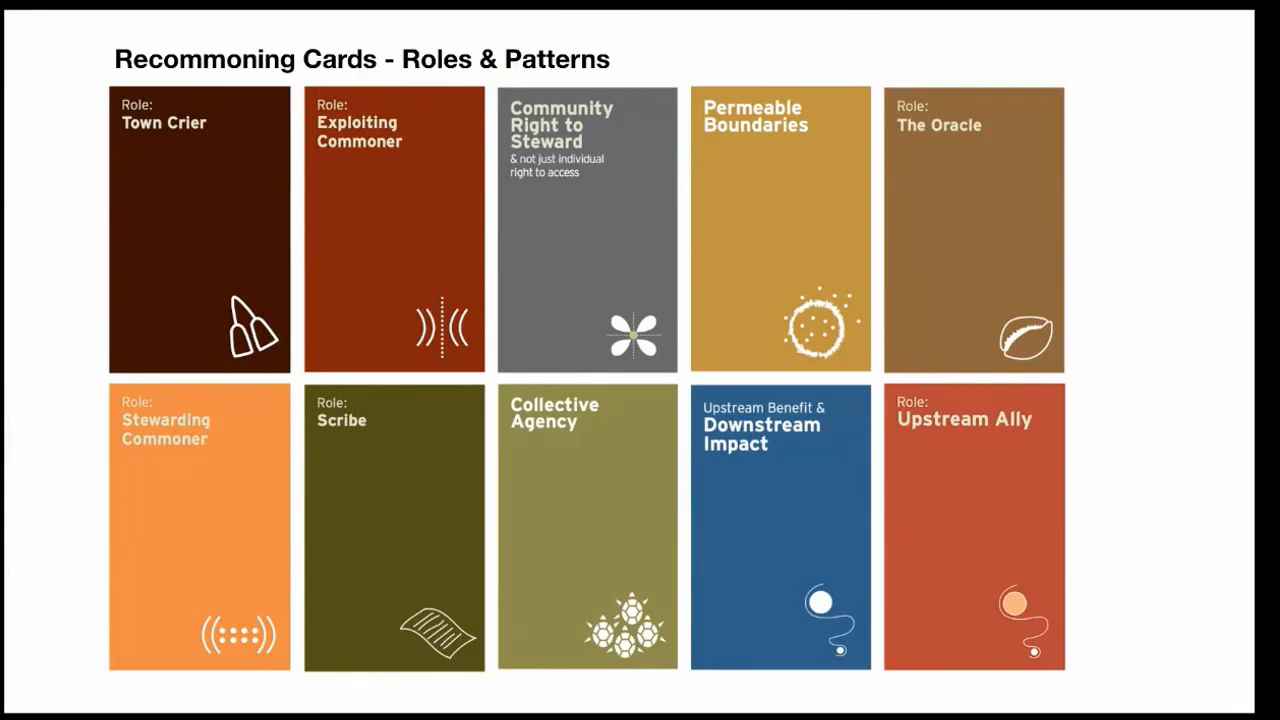 Recommoning Cards - Roles & Patterns
Role:
Town Crier
Role:
Exploiting
Commoner
Community
Right to
Steward
& not just individual
right to access
Permeable
Boundaries
Role:
The Oracle
Role:
Stewarding
Commoner
Role:
Scribe
Collective
Agency
Upstream Benefit &
Downstream
Impact
Role:
Upstream Ally